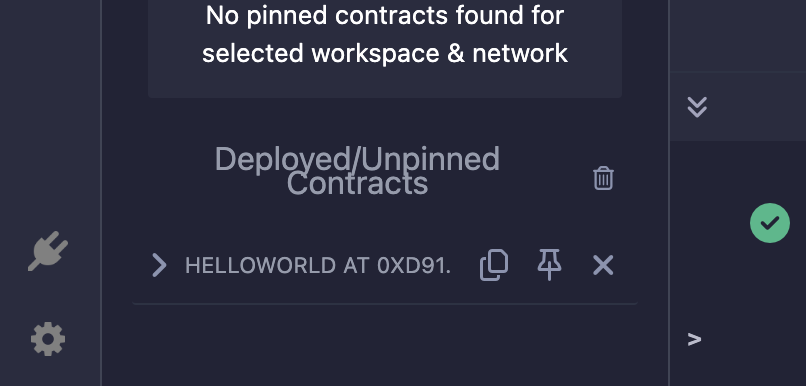 No pinned contracts found for
selected workspace & network
Deployed/Unpinned
Contracts
HELLOWORLD AT 0XD91.
>